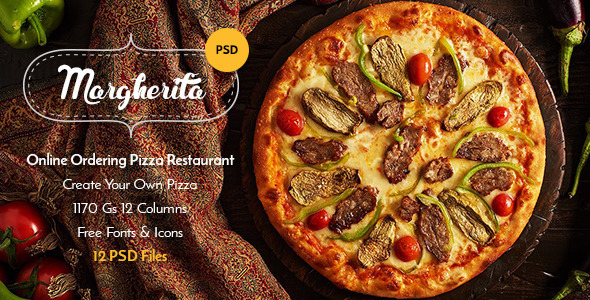 PSD
Margherita
Online Ordering Pizza Restaurant
Create Your Own Pizza
1170 Gs 12 Columns
Free Fonts & Icons
12 PSD Files